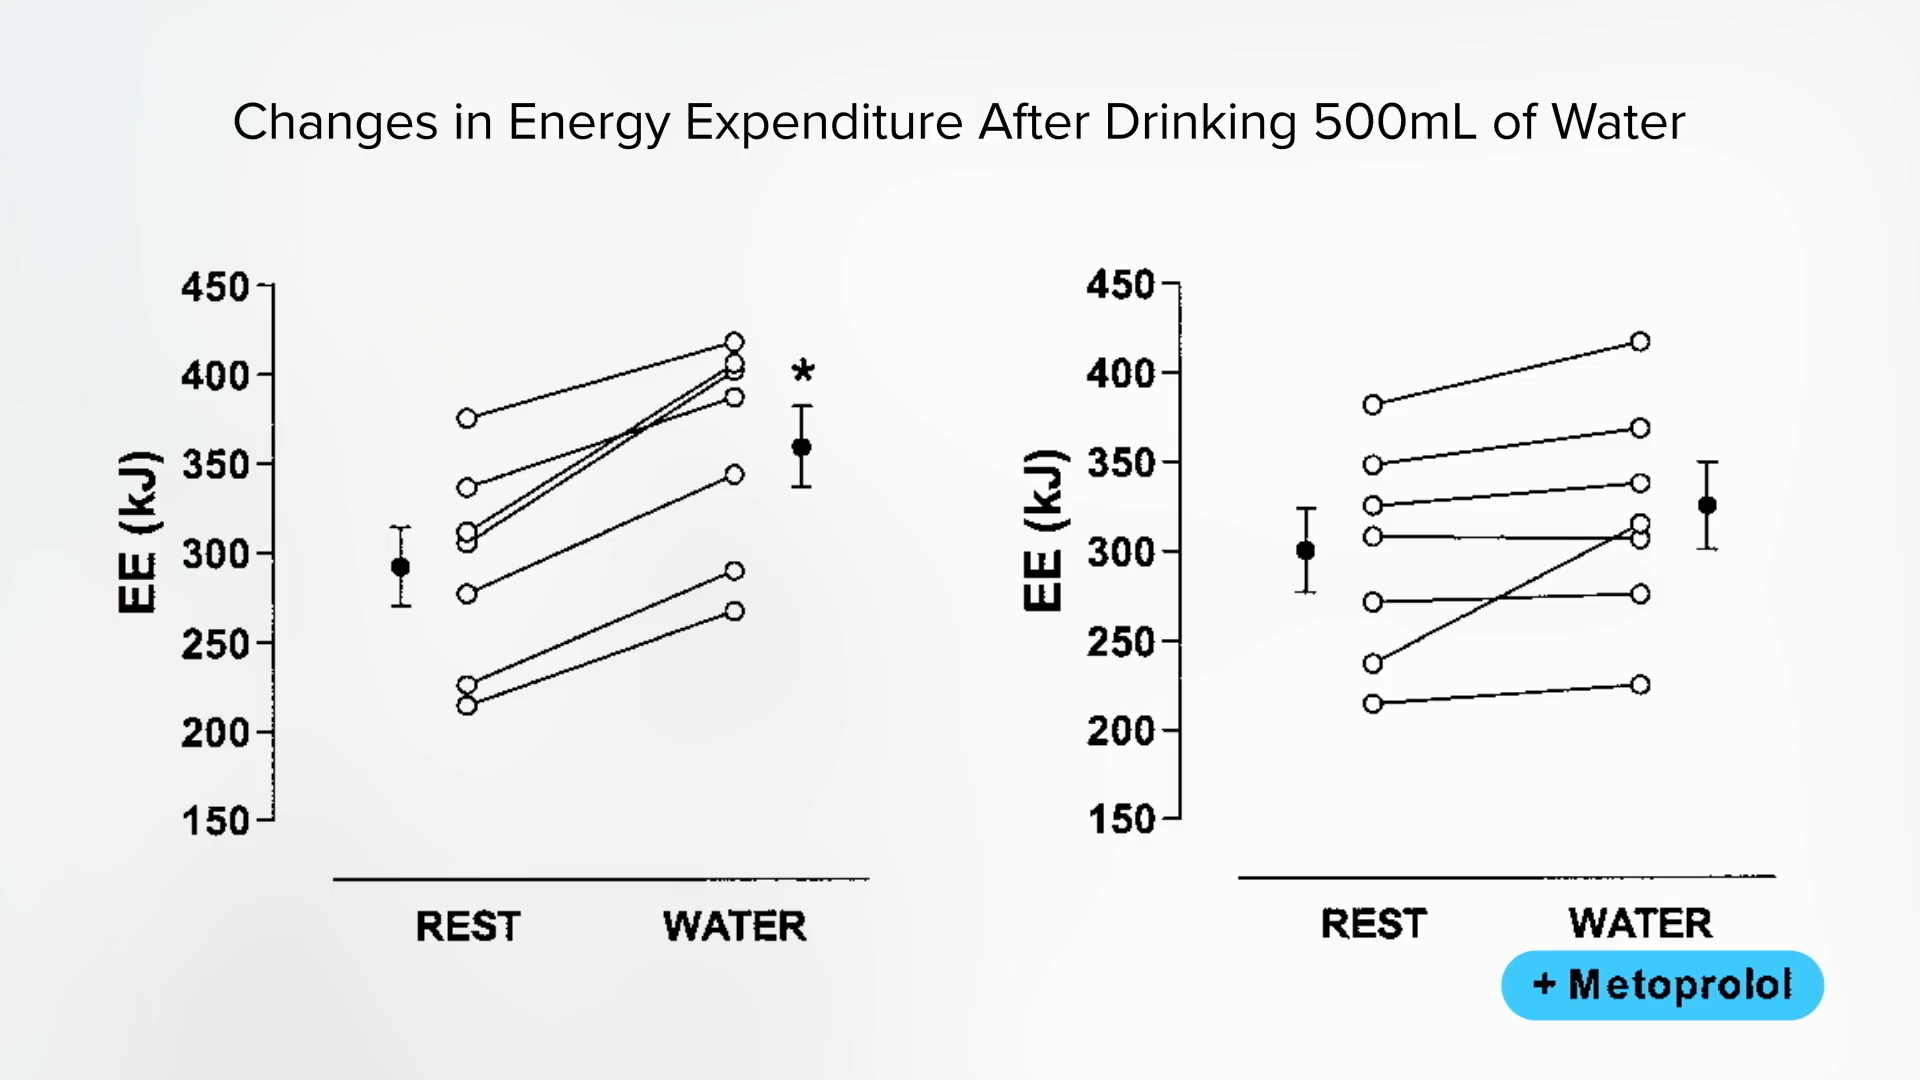 Changes in Energy Expenditure After Drinking 500mL of Water
EE (kJ)
450
400
350
300
250
200
150
*
REST WATER
EE (kJ)
450
400
350
300
250
200
150
REST WATER
+ Metoprolol